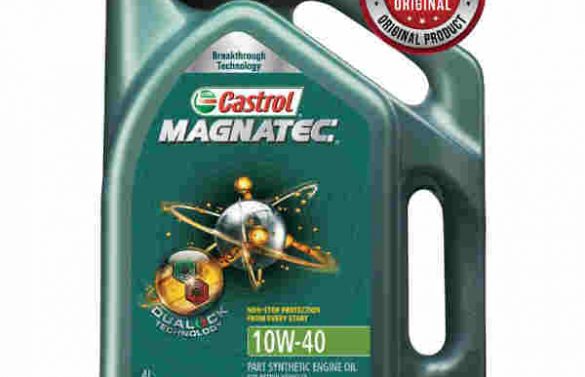 ORIGINAL
ORIGINAL PRODUCT
Breakthrough
Technology
Castrol
MAGNATEC
DUALOCK
TECHNOLOGY
NON-STOP PROTECTION
FROM EVERY START
10W-40
PART SYNTHETIC ENGINE OIL
4L